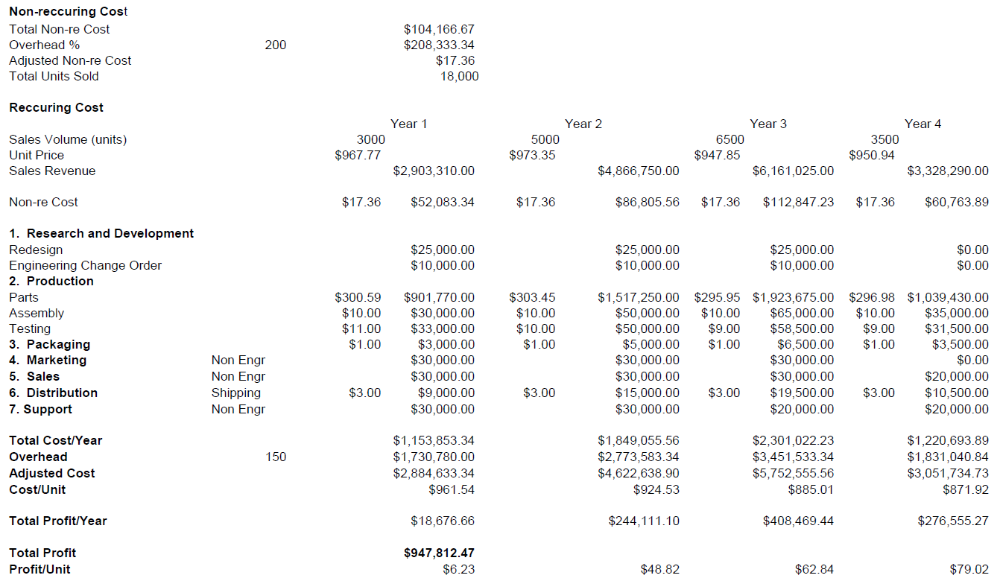 Non-reccuring Cost
Total Non-re Cost $104,166.67
Overhead % 200 $208,333.34
Adjusted Non-re Cost $17.36
Total Units Sold 18,000
Reccuring Cost
Year 1 Year 2 Year 3 Year 4
Sales Volume (units) 3000 5000 6500 3500
Unit Price $967.77 $973.35 $947.85 $950.94
Sales Revenue $2,903,310.00 $4,866,750.00 $6,161,025.00 $3,328,290.00
Non-re Cost $17.36 $52,083.34 $17.36 $86,805.56 $17.36 $112,847.23 $17.36 $60,763.89
1. Research and Development
Redesign $25,000.00 $25,000.00 $25,000.00 $0.00
Engineering Change Order $10,000.00 $10,000.00 $10,000.00 $0.00
2. Production
Parts $300.59 $901,770.00 $303.45 $1,517,250.00 $295.95 $1,923,675.00 $296.98 $1,039,430.00
Assembly $10.00 $30,000.00 $10.00 $50,000.00 $10.00 $65,000.00 $10.00 $35,000.00
Testing $11.00 $33,000.00 $10.00 $50,000.00 $9.00 $58,500.00 $9.00 $31,500.00
3. Packaging $1.00 $3,000.00 $1.00 $5,000.00 $1.00 $6,500.00 $1.00 $3,500.00
4. Marketing Non Engr $30,000.00 $30,000.00 $30,000.00 $0.00
5. Sales Non Engr $30,000.00 $30,000.00 $30,000.00 $20,000.00
6. Distribution Shipping $3.00 $9,000.00 $3.00 $15,000.00 $3.00 $19,500.00 $3.00 $10,500.00
7. Support Non Engr $30,000.00 $30,000.00 $20,000.00 $20,000.00
Total Cost/Year $1,153,853.34 $1,849,055.56 $2,301,022.23 $1,220,693.89
Overhead 150 $1,730,780.00 $2,773,583.34 $3,451,533.34 $1,831,040.84
Adjusted Cost $2,884,633.34 $4,622,638.90 $5,752,555.56 $3,051,734.73
Cost/Unit $961.54 $924.53 $885.01 $871.92
Total Profit/Year $18,676.66 $244,111.10 $408,469.44 $276,555.27
Total Profit $947,812.47
Profit/Unit $6.23 $48.82 $62.84 $79.02